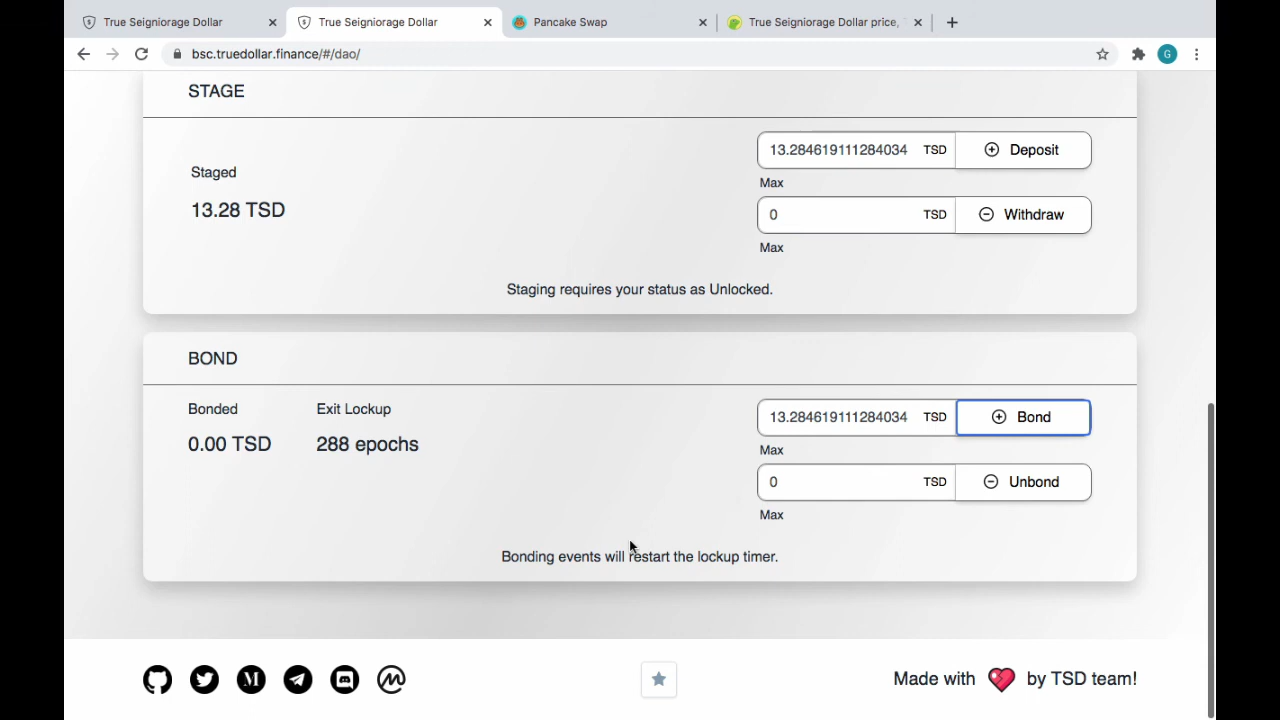 True Seigniorage Dollar
True Seigniorage Dollar
Pancake Swap
True Seigniorage Dollar price,
bsc.truedollar.finance/#/dao/
G
STAGE
Staged
13.28 TSD
13.284619111284034 TSD
Deposit
Max
0 TSD
Withdraw
Max
Staging requires your status as Unlocked.
BOND
Bonded
0.00 TSD
Exit Lockup
288 epochs
13.284619111284034 TSD
Bond
Max
0 TSD
Unbond
Max
Bonding events will restart the lockup timer.
Made with
by TSD team!